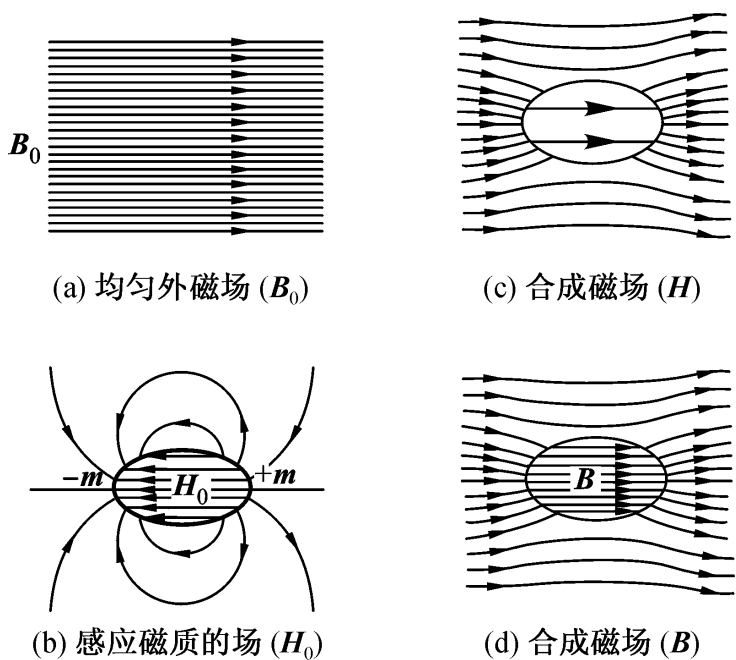 B₀
(a) 均匀外磁场 (B₀)
(c) 合成磁场 (H)
−m
H₀
+m
B
(b) 感应磁质的场 (H₀)
(d) 合成磁场 (B)